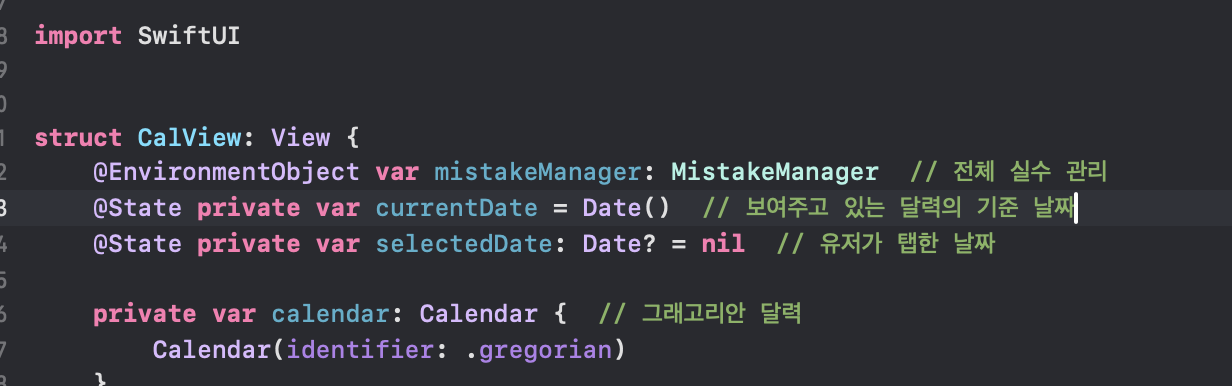 8 import SwiftUI
9
0
1 struct CalView: View {
2 @EnvironmentObject var mistakeManager: MistakeManager // 전체 실수 관리
3 @State private var currentDate = Date() // 보여주고 있는 달력의 기준 날짜
4 @State private var selectedDate: Date? = nil // 유저가 탭한 날짜
5
6 private var calendar: Calendar { // 그래고리안 달력
7 Calendar(identifier: .gregorian)
8 }